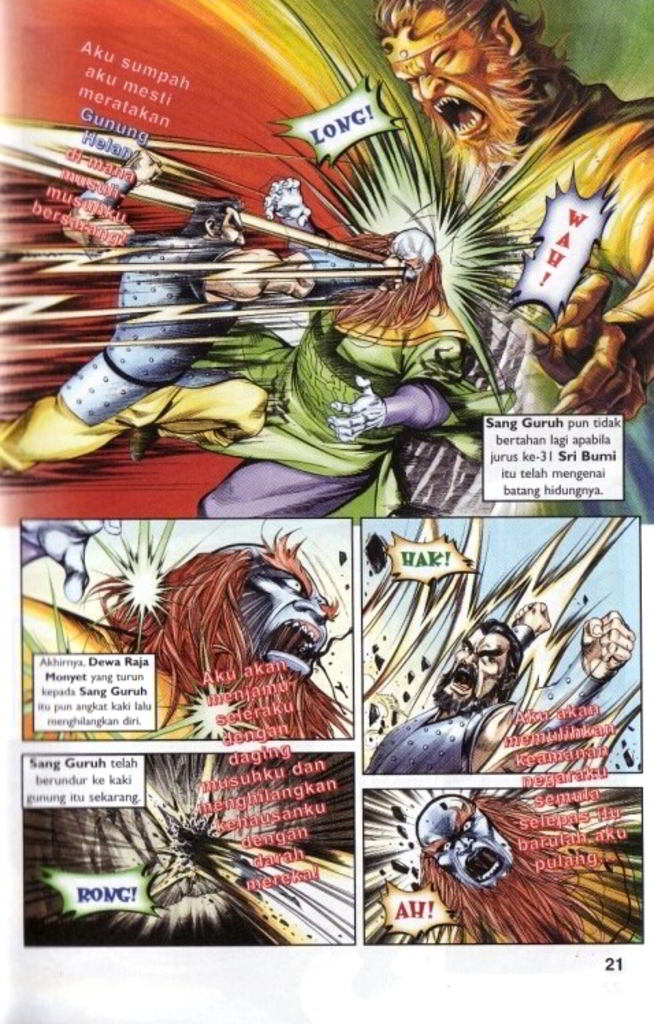 Aku sumpah
aku mesti
meratakan
Gunung
Helang
di mana
musuh
musuhku
bersarang!
LONG!
WAH!
Sang Guruh pun tidak
bertahan lagi apabila
jurus ke-31 Sri Bumi
itu telah mengenai
batang hidungnya.
Akhirnya, Dewa Raja
Monyet yang turun
kepada Sang Guruh
itu pun angkat kaki lalu
menghilangkan diri.
HAK!
Aku akan
menjamu
seleraku
dengan
daging
musuhku dan
menghilangkan
kehausanku
dengan
darah
mereka!
Aku akan
memulihkan
keamanan
negaraku
semula
selepas itu
barulah aku
pulang...
Sang Guruh telah
berundur ke kaki
gunung itu sekarang.
RONG!
AH!
21